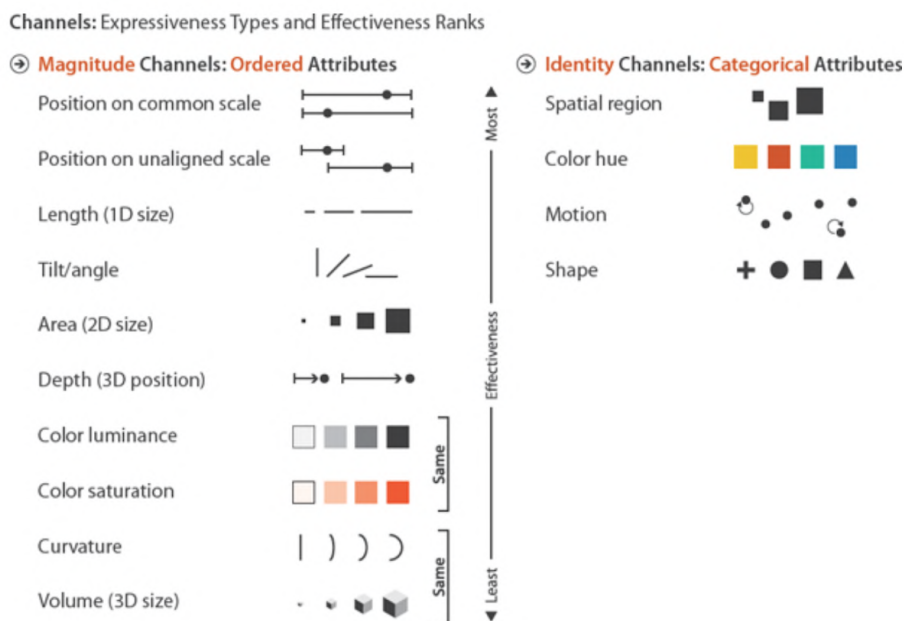 Channels: Expressiveness Types and Effectiveness Ranks
Magnitude Channels: Ordered Attributes
Position on common scale
Position on unaligned scale
Length (1D size)
Tilt/angle
Area (2D size)
Depth (3D position)
Color luminance
Color saturation
Curvature
Volume (3D size)
Same
Same
Most
Effectiveness
Least
Identity Channels: Categorical Attributes
Spatial region
Color hue
Motion
Shape